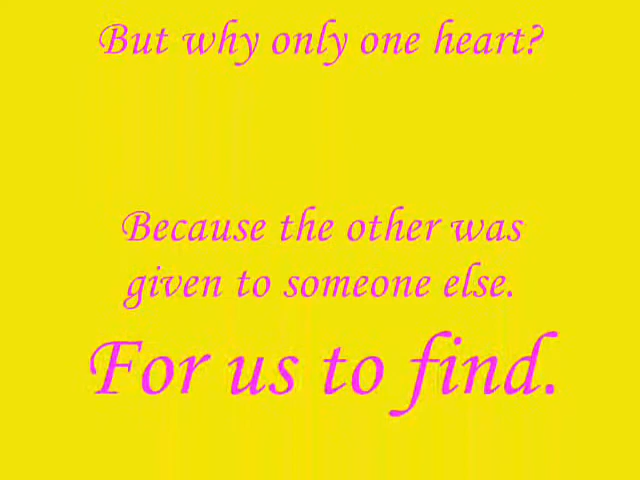 But why only one heart?
Because the other was
given to someone else.
For us to find.